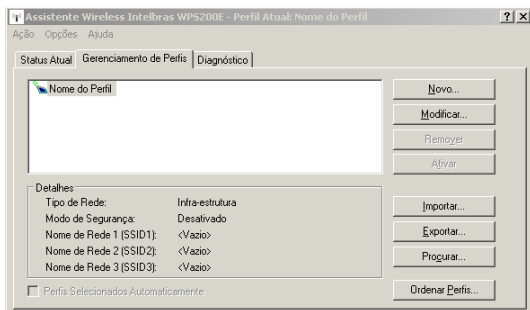 Assistente Wireless Intelbras WPS200E - Perfil Atual: Nome do Perfil
Ação Opções Ajuda
Status Atual Gerenciamento de Perfis Diagnóstico
Nome do Perfil
Novo...
Modificar...
Remover
Ativar
Detalhes
Tipo de Rede: Infra-estrutura
Modo de Segurança: Desativado
Nome de Rede 1 (SSID1): <Vazio>
Nome de Rede 2 (SSID2): <Vazio>
Nome de Rede 3 (SSID3): <Vazio>
Importar...
Exportar...
Procurar...
Perfis Selecionados Automaticamente
Ordenar Perfis...